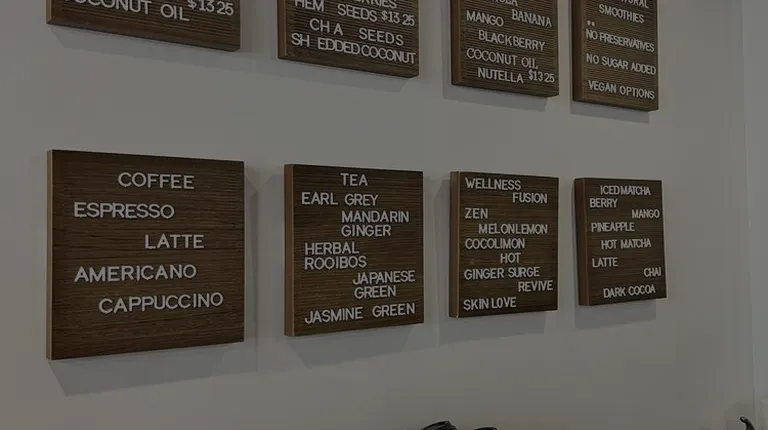 COCONUT OIL $13.25
HEM SEEDS $13 25
CH A SEEDS
SH EDDED COCONUT
MANGO BANANA
BLACKBERRY
COCONUT OIL
NUTELLA $13 25
SMOOTHIES
NO PRESERVATIVES
NO SUGAR ADDED
VEGAN OPTIONS
COFFEE
ESPRESSO
LATTE
AMERICANO
CAPPUCCINO
TEA
EARL GREY
MANDARIN
GINGER
HERBAL
ROOIBOS
JAPANESE
GREEN
JASMINE GREEN
WELLNESS
FUSION
ZEN
MELON LEMON
COCOLIMON
HOT
GINGER SURGE
REVIVE
SKIN LOVE
ICED MATCHA
BERRY
MANGO
PINEAPPLE
HOT MATCHA
LATTE
CHAI
DARK COCOA